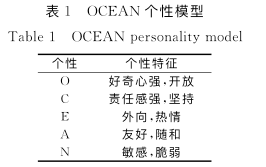 表 1 OCEAN 个性模型
Table 1 OCEAN personality model
个性 个性特征
O 好奇心强,开放
C 责任感强,坚持
E 外向,热情
A 友好,随和
N 敏感,脆弱